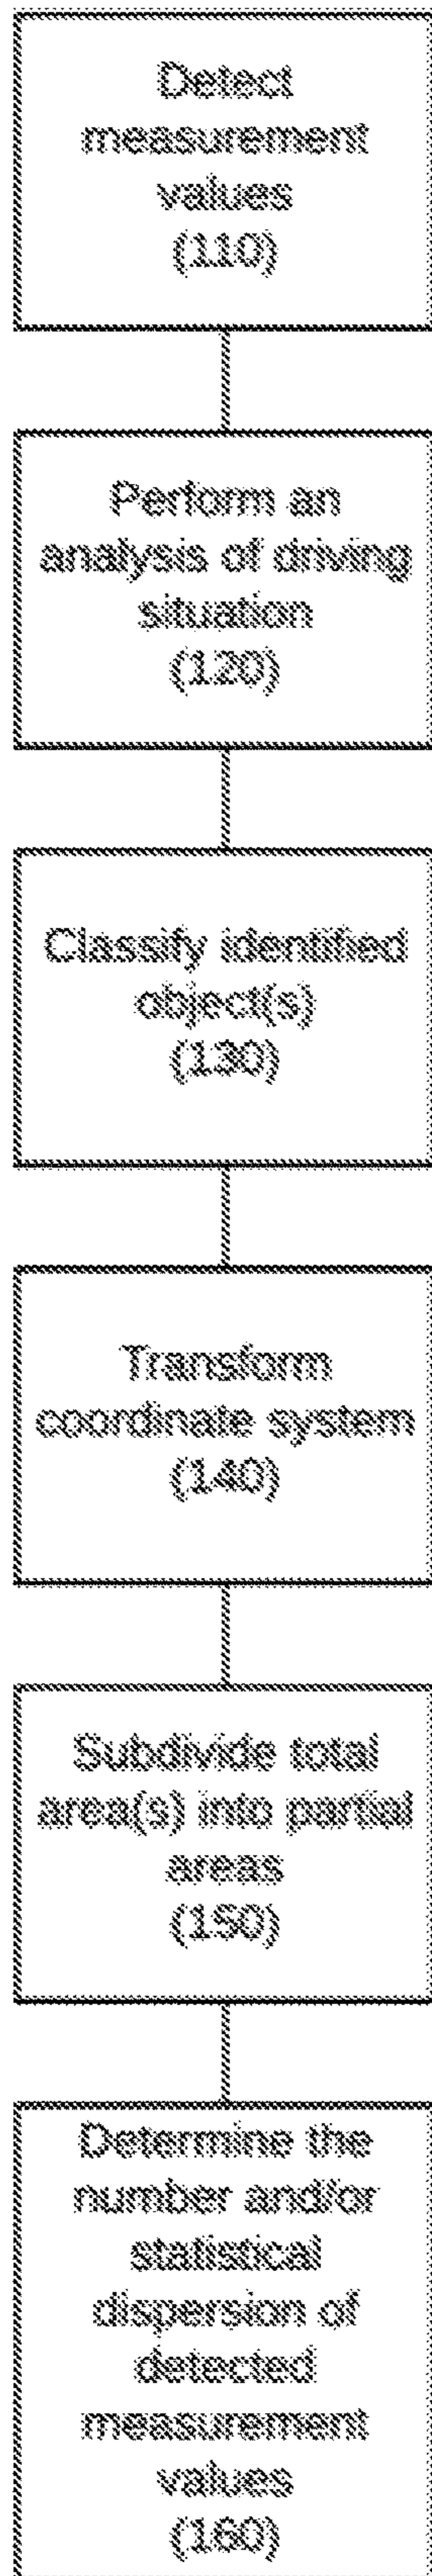 Detect
measurement
values
(110)
Perform an
analysis of driving
situation
(120)
Classify identified
object(s)
(130)
Transform
coordinate system
(140)
Subdivide total
area(s) into partial
areas
(150)
Determine the
number and/or
statistical
dispersion of
detected
measurement
values
(160)